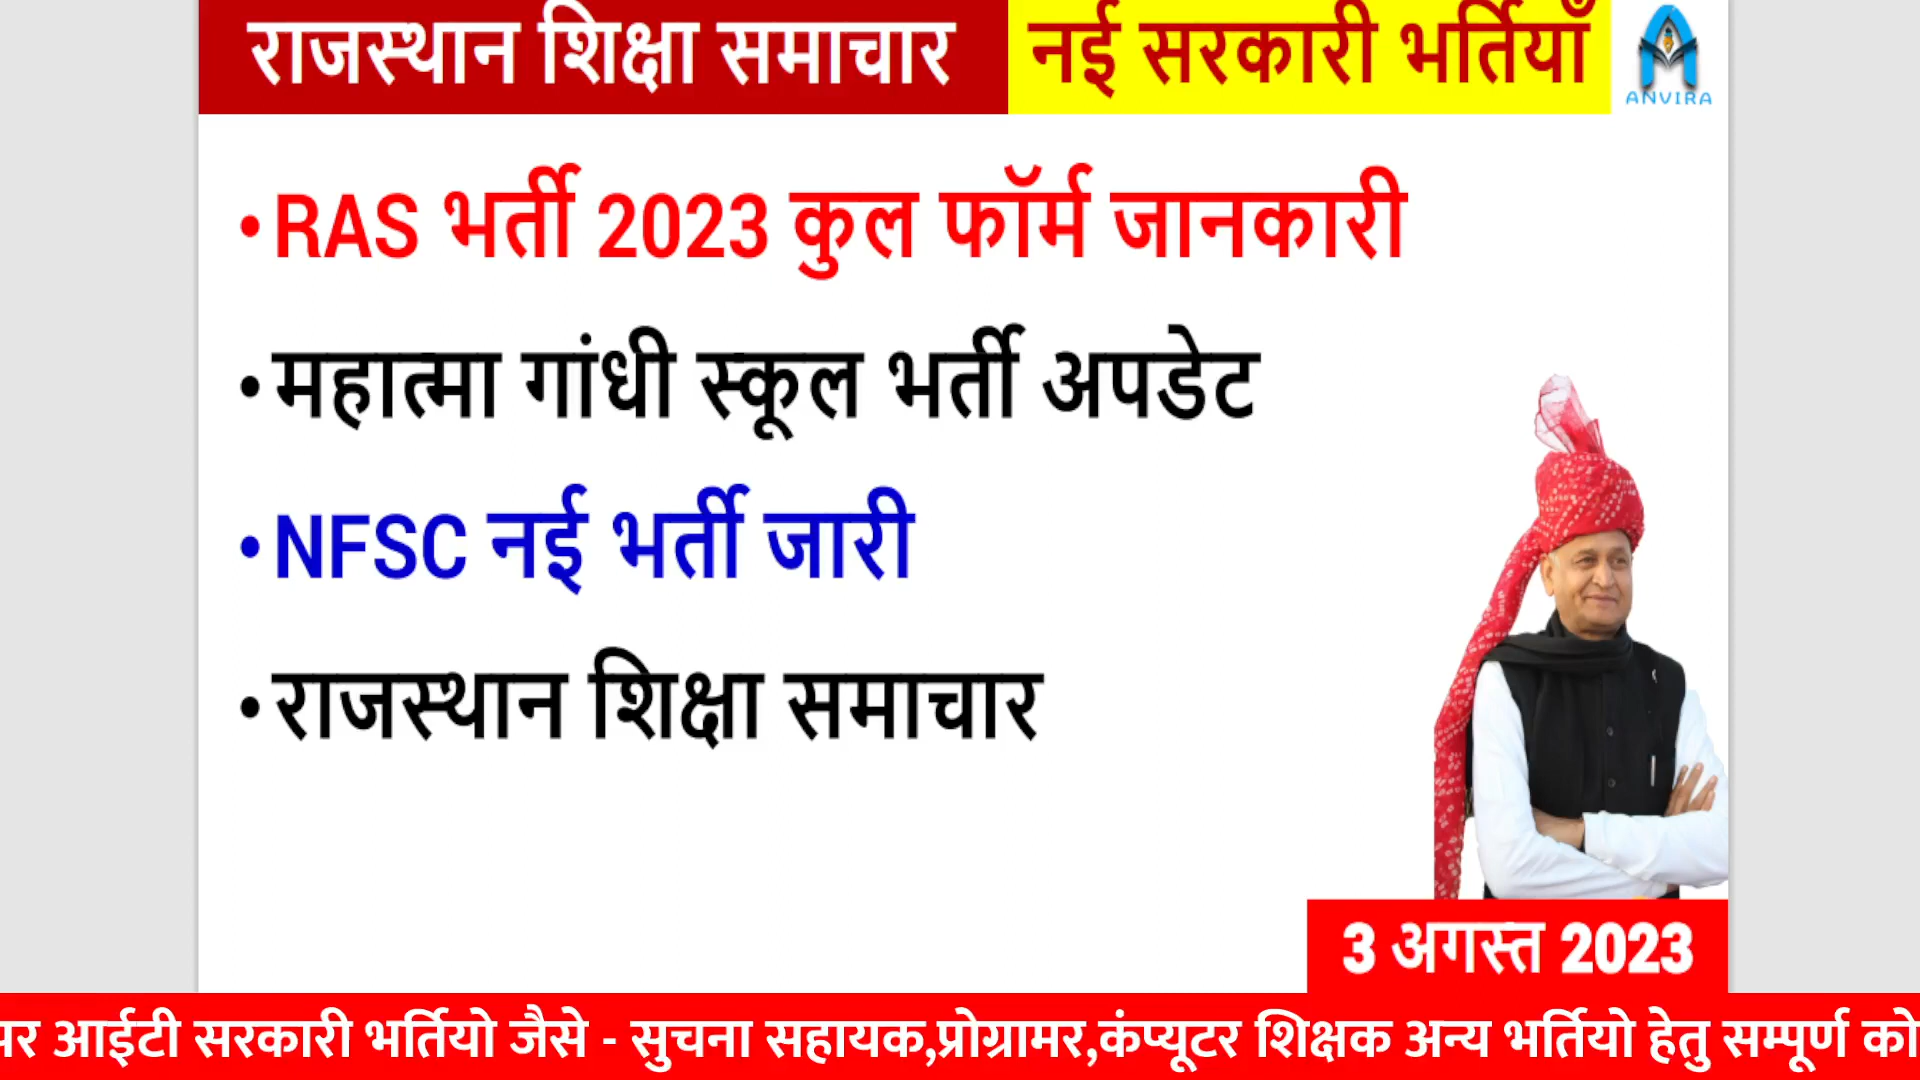 राजस्थान शिक्षा समाचार नई सरकारी भर्तियाँ
ANVIRA
• RAS भर्ती 2023 कुल फॉर्म जानकारी
• महात्मा गांधी स्कूल भर्ती अपडेट
• NFSC नई भर्ती जारी
• राजस्थान शिक्षा समाचार
3 अगस्त 2023
पर आईटी सरकारी भर्तियो जैसे - सुचना सहायक,प्रोग्रामर,कंप्यूटर शिक्षक अन्य भर्तियो हेतु सम्पूर्ण को